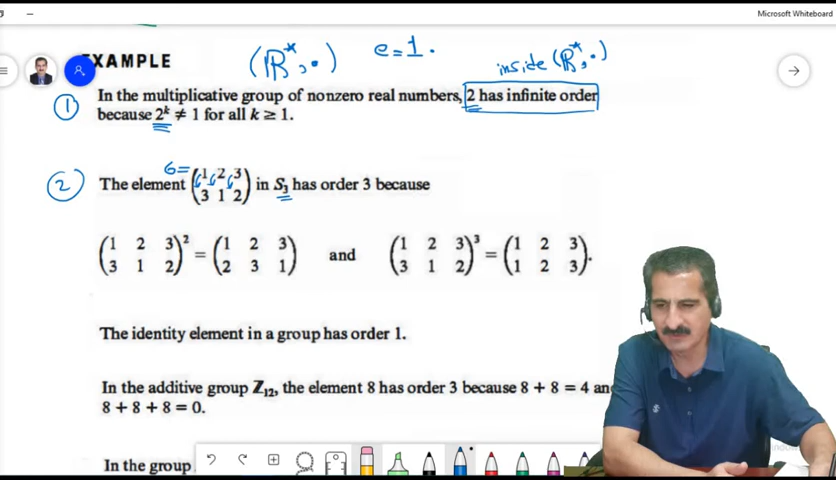 Microsoft Whiteboard
EXAMPLE
(ℝ*, ·) e = 1.
inside (ℝ*, ·)
① In the multiplicative group of nonzero real numbers, 2 has infinite order
because 2ᵏ ≠ 1 for all k ≥ 1.
② The element (1 2 3 / 3 1 2) in S₃ has order 3 because
(1 2 3 / 3 1 2)² = (1 2 3 / 2 3 1) and (1 2 3 / 3 1 2)³ = (1 2 3 / 1 2 3).
The identity element in a group has order 1.
In the additive group Z₁₂, the element 8 has order 3 because 8 + 8 = 4 an
8 + 8 + 8 = 0.
In the group